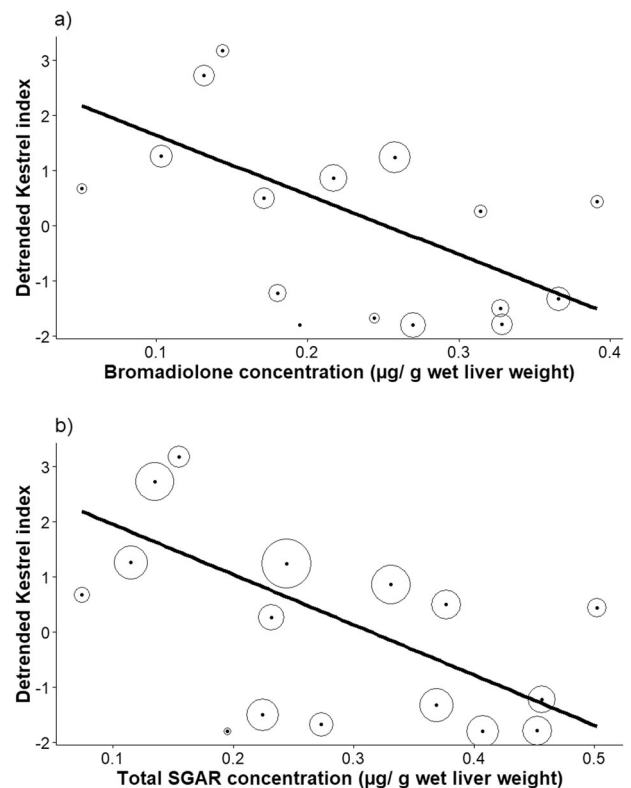 a)
3
2
1
0
-1
-2
Detrended Kestrel index
0.1 0.2 0.3 0.4
Bromadiolone concentration (µg/ g wet liver weight)
b)
3
2
1
0
-1
-2
Detrended Kestrel index
0.1 0.2 0.3 0.4 0.5
Total SGAR concentration (µg/ g wet liver weight)